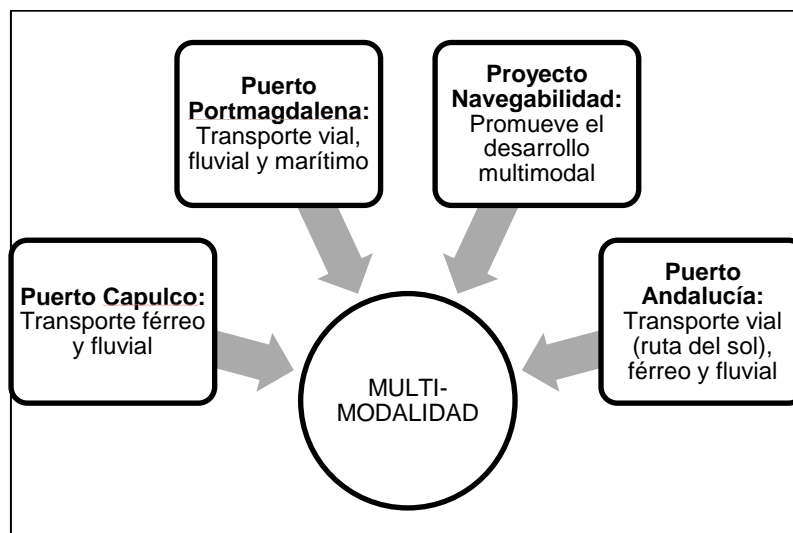 Puerto
Portmagdalena:
Transporte vial,
fluvial y marítimo
Proyecto
Navegabilidad:
Promueve el
desarrollo
multimodal
Puerto Capulco:
Transporte férreo
y fluvial
Puerto
Andalucía:
Transporte vial
(ruta del sol),
férreo y fluvial
MULTI-
MODALIDAD